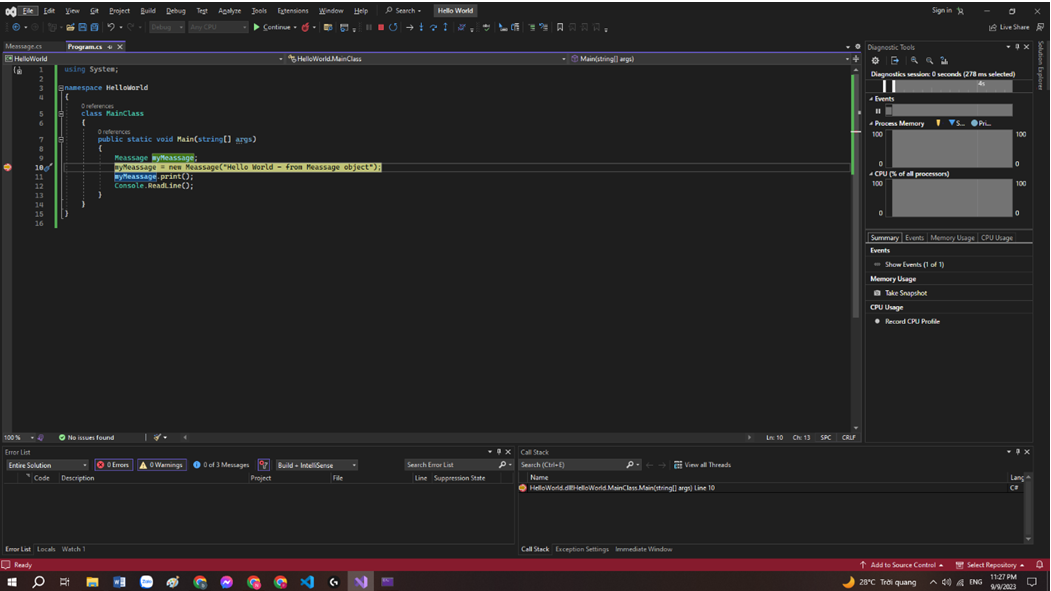 File Edit View Git Project Build Debug Test Analyze Tools Extensions Window Help Search Hello World Sign in
Debug Any CPU Continue Live Share
Meassage.cs Program.cs
HelloWorld HelloWorld.MainClass Main(string[] args)
1 using System;
2
3 namespace HelloWorld
4 {
0 references
5 class MainClass
6 {
0 references
7 public static void Main(string[] args)
8 {
9 Meassage myMeassage;
10 myMeassage = new Meassage("Hello World - from Meassage object");
11 myMeassage.print();
12 Console.ReadLine();
13 }
14 }
15 }
16
100 % No issues found Ln: 10 Ch: 13 SPC CRLF
Diagnostic Tools
Diagnostics session: 0 seconds (278 ms selected)
4s
Events
Process Memory S... Pri...
100 100
0 0
CPU (% of all processors)
100 100
0 0
Summary Events Memory Usage CPU Usage
Events
Show Events (1 of 1)
Memory Usage
Take Snapshot
CPU Usage
Record CPU Profile
Solution Explorer
Error List
Entire Solution 0 Errors 0 Warnings 0 of 3 Messages Build + IntelliSense Search Error List
Code Description Project File Line Suppression State
Error List Locals Watch 1
Call Stack
Search (Ctrl+E) View all Threads
Name Lang
HelloWorld.dll!HelloWorld.MainClass.Main(string[] args) Line 10 C#
Call Stack Exception Settings Immediate Window
Ready Add to Source Control Select Repository
28°C Trời quang ENG 11:27 PM
9/9/2023